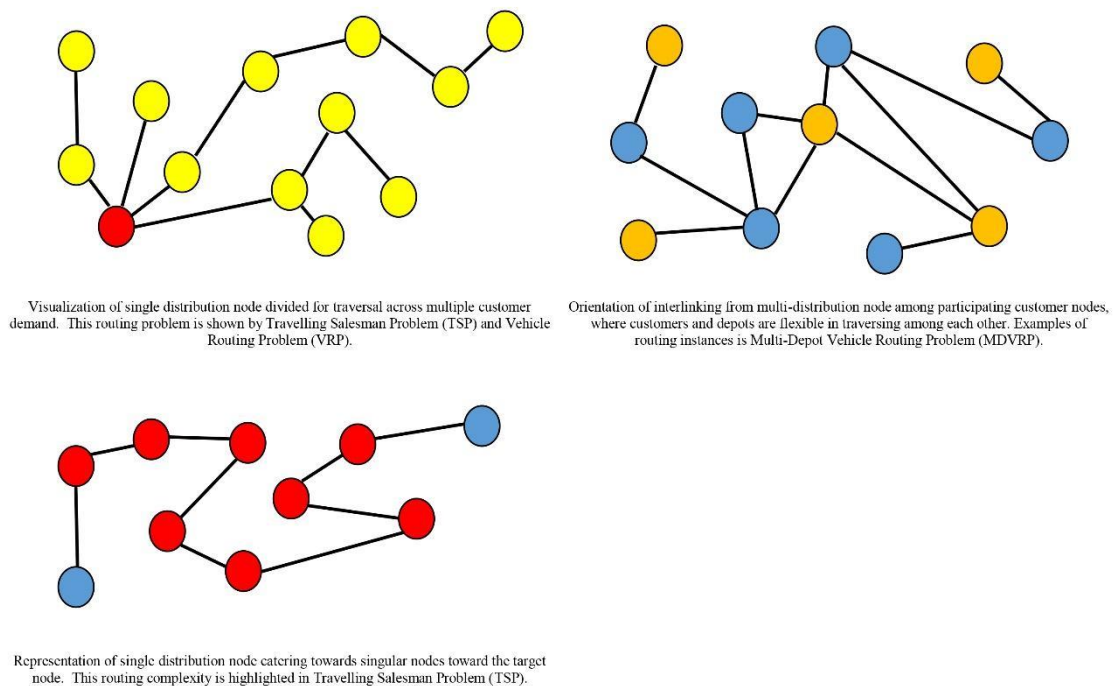 Visualization of single distribution node divided for traversal across multiple customer
demand. This routing problem is shown by Travelling Salesman Problem (TSP) and Vehicle
Routing Problem (VRP).
Orientation of interlinking from multi-distribution node among participating customer nodes,
where customers and depots are flexible in traversing among each other. Examples of
routing instances is Multi-Depot Vehicle Routing Problem (MDVRP).
Representation of single distribution node catering towards singular nodes toward the target
node. This routing complexity is highlighted in Travelling Salesman Problem (TSP).